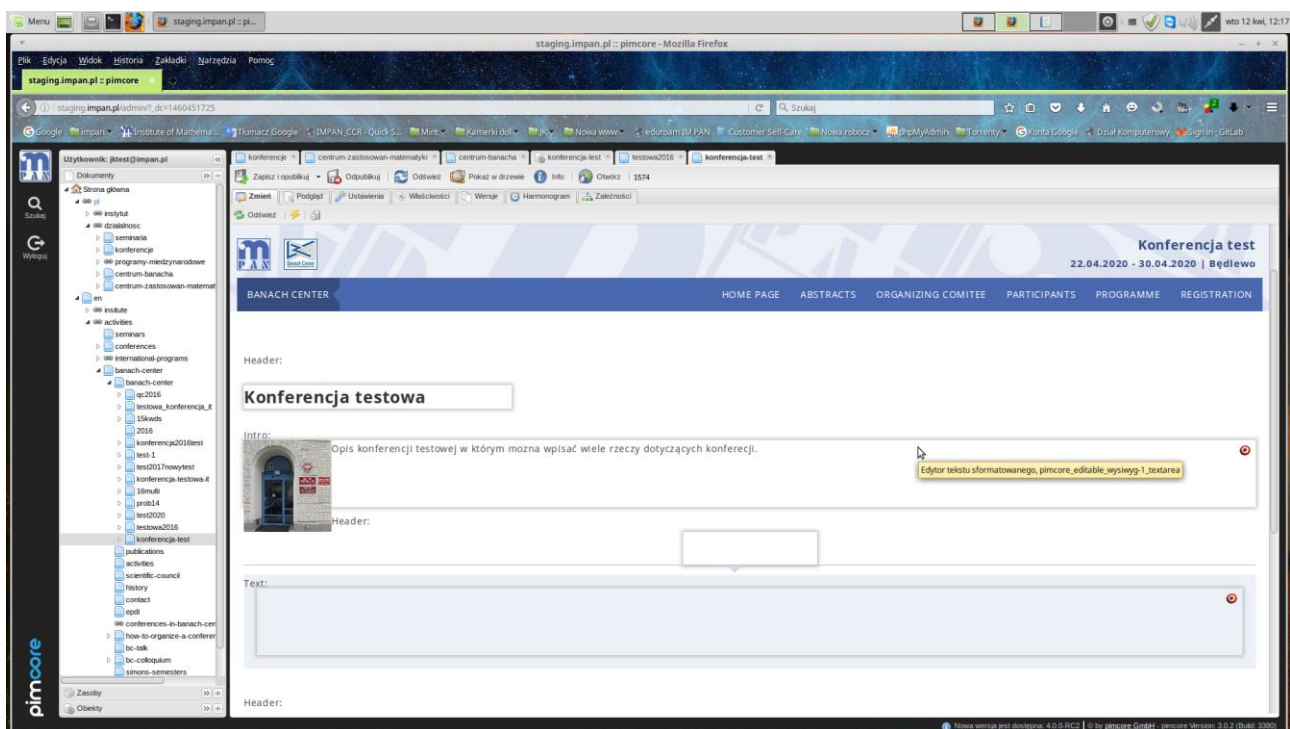 Menu staging.impan.pl :: pi... wto 12 kwi, 12:17
staging.impan.pl :: pimcore - Mozilla Firefox
Plik Edycja Widok Historia Zakładki Narzędzia Pomoc
staging.impan.pl :: pimcore
staging.impan.pl/admin/?_dc=1460451725 Szukaj
Google impan Institute of Mathema... Tłumacz Google IMPAN_CCR - Quick S... Mint Kamerki dol JK Nowa www eduroam IM PAN Customer Self-Care Nowa robocz phpMyAdmin Torrenty Konta Google Dział Komputerowy Sign in · GitLab
Użytkownik: jktest@impan.pl konferencje centrum-zastosowan-matematyki centrum-banacha konferencja-test testowa2016 konferencja-test
Dokumenty Zapisz i opublikuj Odpublikuj Odśwież Pokaż w drzewie Info Otwórz 1574
Strona główna
Zmień Podgląd Ustawienia Właściwości Wersje Harmonogram Zależności
Odśwież
Szukaj
Wyloguj
pl
instytut
działalnosc
seminaria
konferencje
programy-miedzynarodowe
centrum-banacha
centrum-zastosowan-matemat
en
insitute
activities
seminars
conferences
international-programs
banach-center
banach-center
qc2016
testowa_konferencja_it
15kwds
2016
konferencja2016test
test-1
test2017nowytest
konferencja-testowa-it
16multi
prob14
test2020
testowa2016
konferencja-test
publications
activities
scientific-council
history
contact
epdi
conferences-in-banach-cen
how-to-organize-a-conferer
bc-talk
bc-colloquium
simons-semesters
Zasoby
Obiekty
pimcore
PAN Banach Center
Konferencja test
22.04.2020 - 30.04.2020 | Będlewo
BANACH CENTER HOME PAGE ABSTRACTS ORGANIZING COMITEE PARTICIPANTS PROGRAMME REGISTRATION
Header:
Konferencja testowa
Intro:
Opis konferencji testowej w którym mozna wpisać wiele rzeczy dotyczących konferecji.
Edytor tekstu sformatowanego, pimcore_editable_wysiwyg-1_textarea
Header:
Text:
Header:
Nowa wersja jest dostępna: 4.0.0-RC2 | © by pimcore GmbH - pimcore Version: 3.0.2 (Build: 3380)